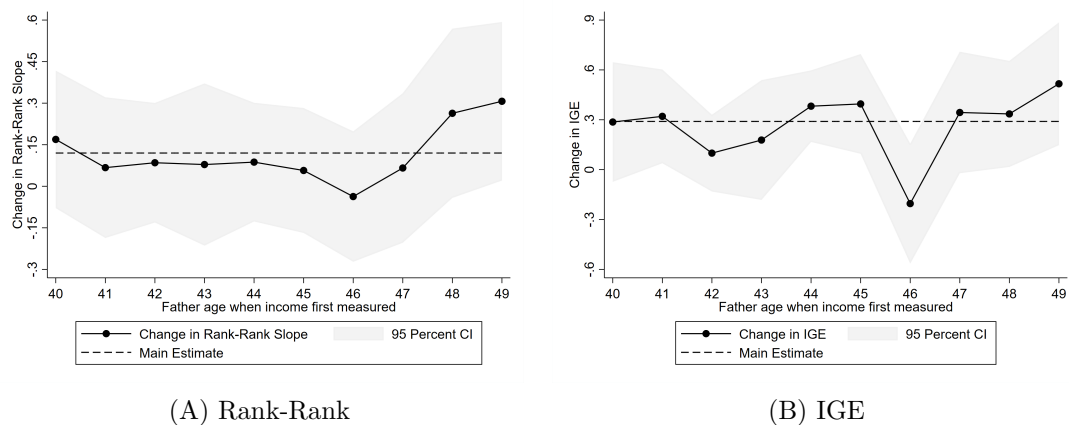 .6
.45
.3
.15
0
-.15
-.3
Change in Rank-Rank Slope
40 41 42 43 44 45 46 47 48 49
Father age when income first measured
Change in Rank-Rank Slope 95 Percent CI
Main Estimate
(A) Rank-Rank
.9
.6
.3
0
-.3
-.6
Change in IGE
40 41 42 43 44 45 46 47 48 49
Father age when income first measured
Change in IGE 95 Percent CI
Main Estimate
(B) IGE